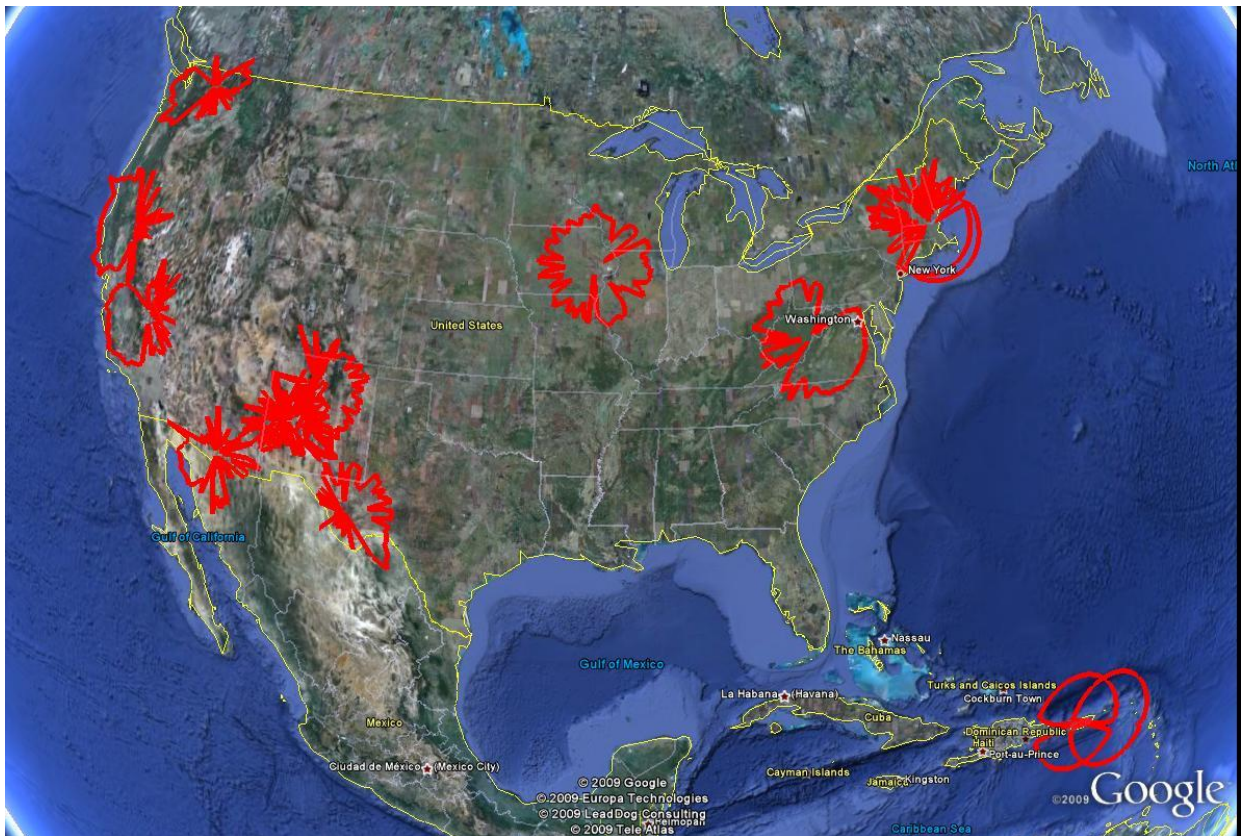 North Atl
New York
Washington
United States
Gulf of California
Gulf of Mexico
Nassau
The Bahamas
La Habana (Havana)
Turks and Caicos Islands
Cockburn Town
Cuba
Mexico
Dominican Republic
Haiti
Port-au-Prince
Ciudad de México (Mexico City)
Cayman Islands
Jamaica
Kingston
© 2009 Google
© 2009 Europa Technologies
© 2009 LeadDog Consulting
© 2009 Tele Atlas
©2009 Google
Caribbean Sea